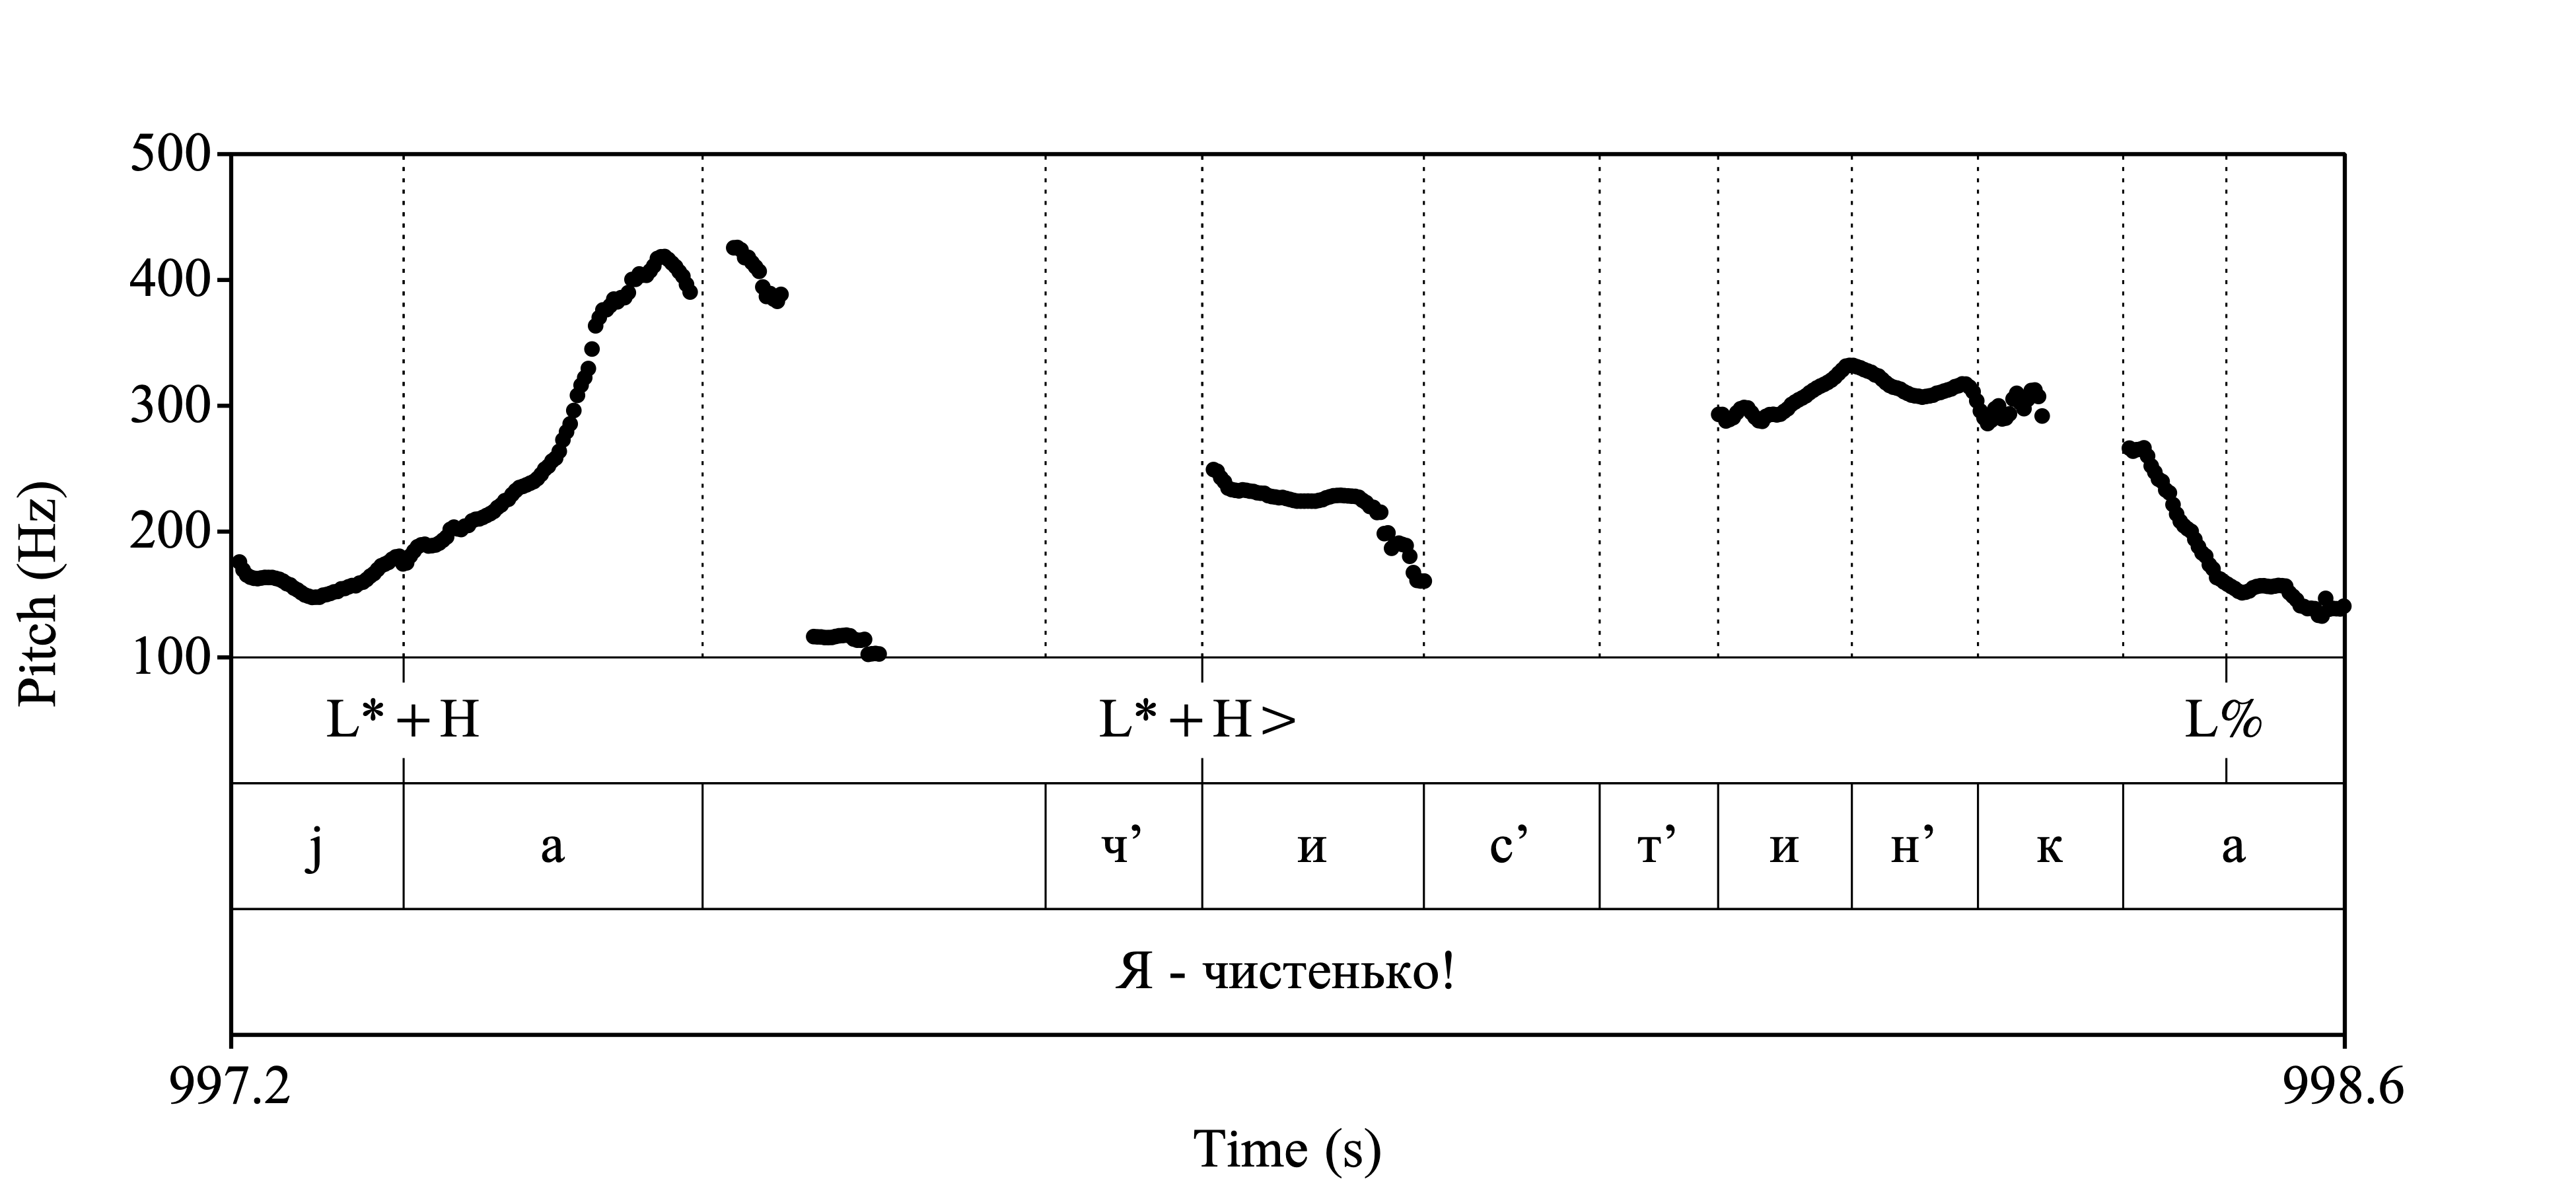 500
400
300
200
100
Pitch (Hz)
L*+H L*+H> L%
j а ч’ и с’ т’ и н’ к а
Я - чистенько!
997.2 998.6
Time (s)